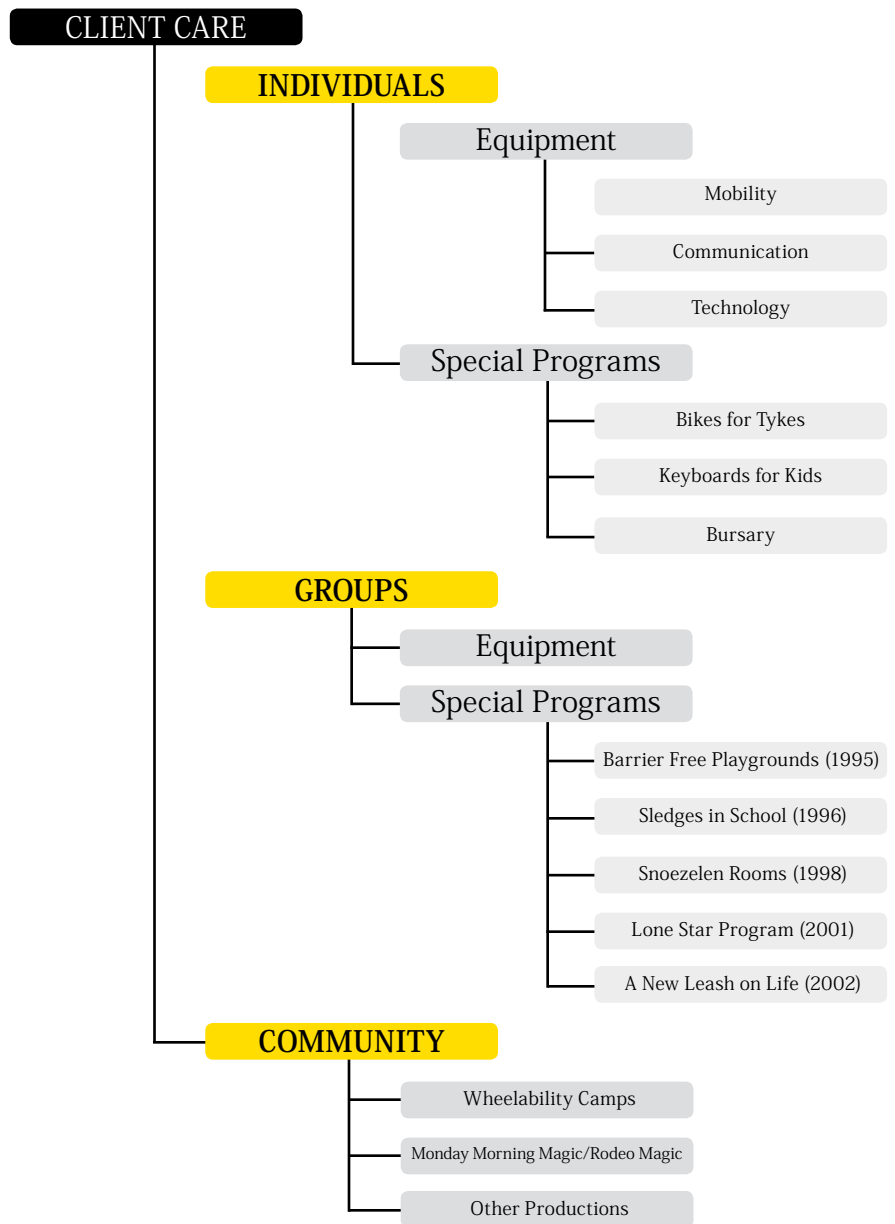 CLIENT CARE
INDIVIDUALS
Equipment
Mobility
Communication
Technology
Special Programs
Bikes for Tykes
Keyboards for Kids
Bursary
GROUPS
Equipment
Special Programs
Barrier Free Playgrounds (1995)
Sledges in School (1996)
Snoezelen Rooms (1998)
Lone Star Program (2001)
A New Leash on Life (2002)
COMMUNITY
Wheelability Camps
Monday Morning Magic/Rodeo Magic
Other Productions